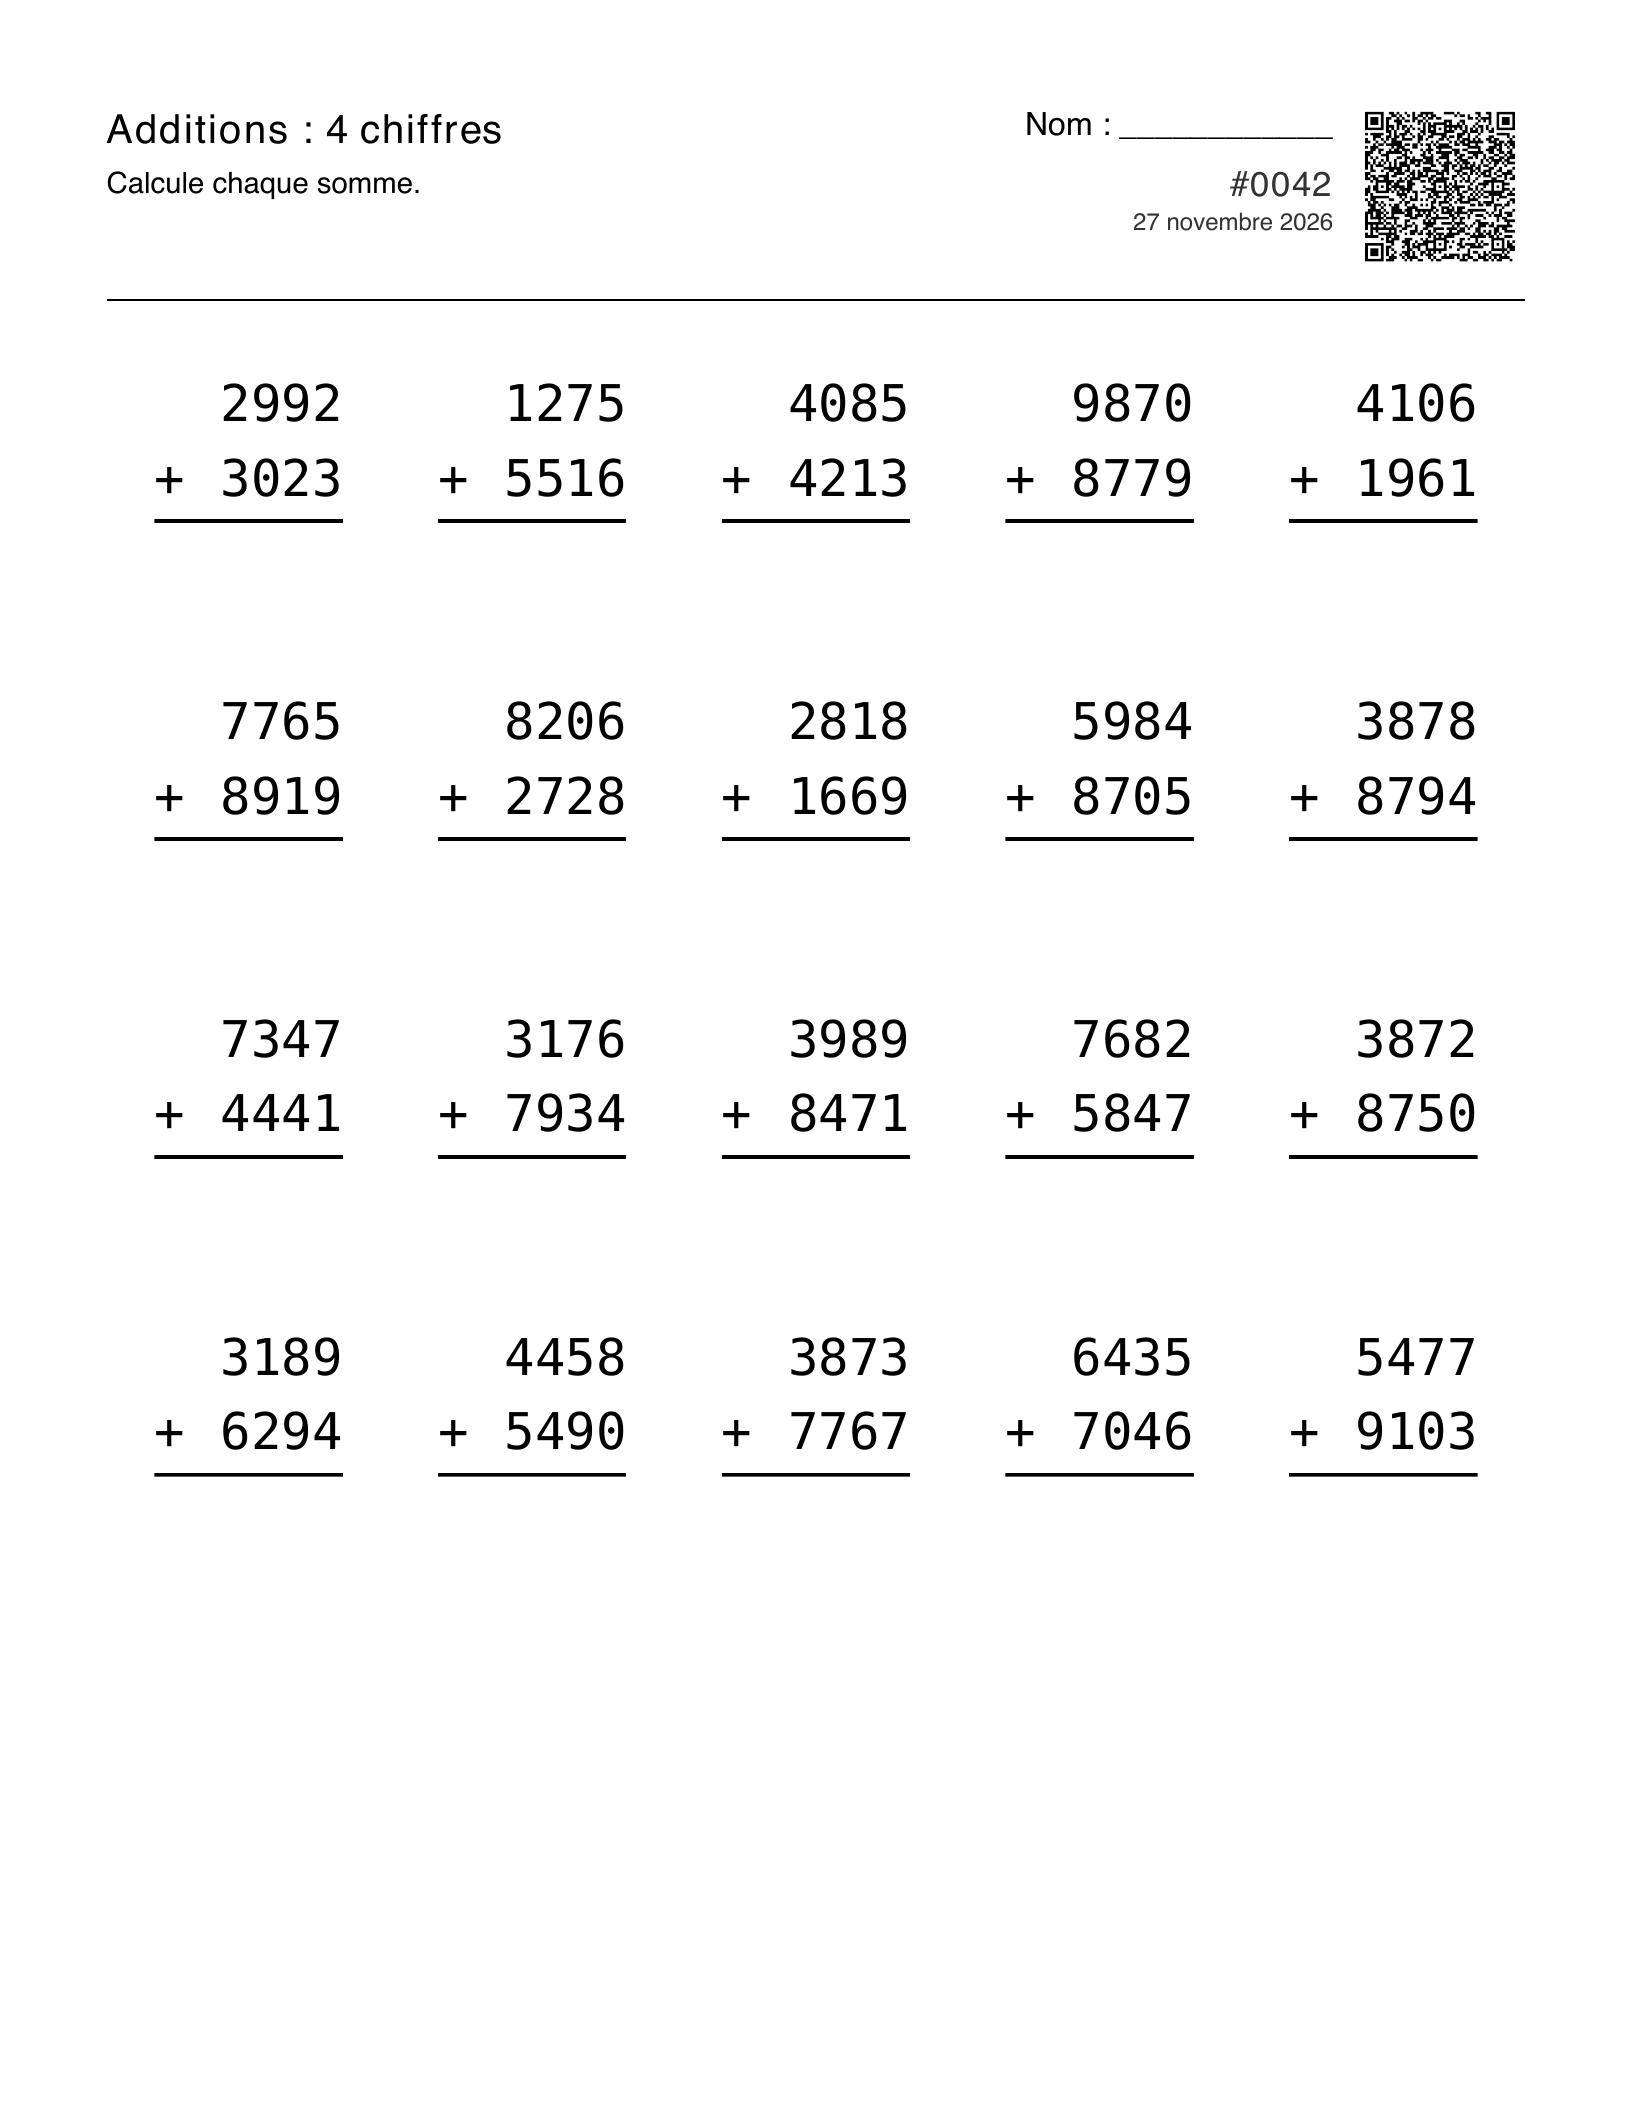 Additions : 4 chiffres
Calcule chaque somme.
Nom : ____________
#0042
27 novembre 2026
2992 1275 4085 9870 4106
+ 3023 + 5516 + 4213 + 8779 + 1961
7765 8206 2818 5984 3878
+ 8919 + 2728 + 1669 + 8705 + 8794
7347 3176 3989 7682 3872
+ 4441 + 7934 + 8471 + 5847 + 8750
3189 4458 3873 6435 5477
+ 6294 + 5490 + 7767 + 7046 + 9103